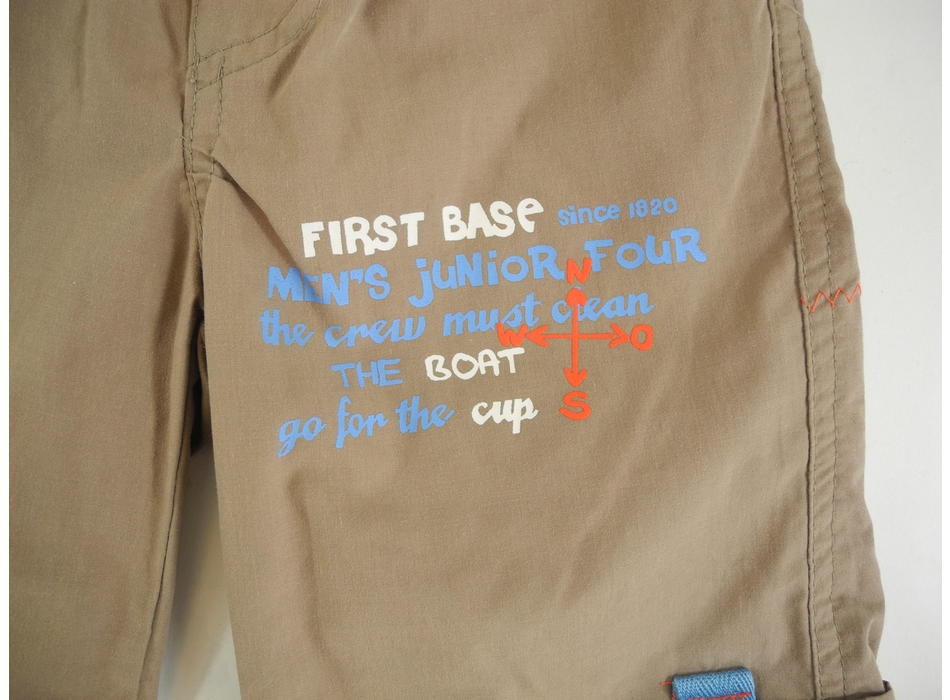 FIRST BASE since 1820
MEN'S juNioR FouR
the crew must clean
THE BOAT
go for the cup
N
W O
S